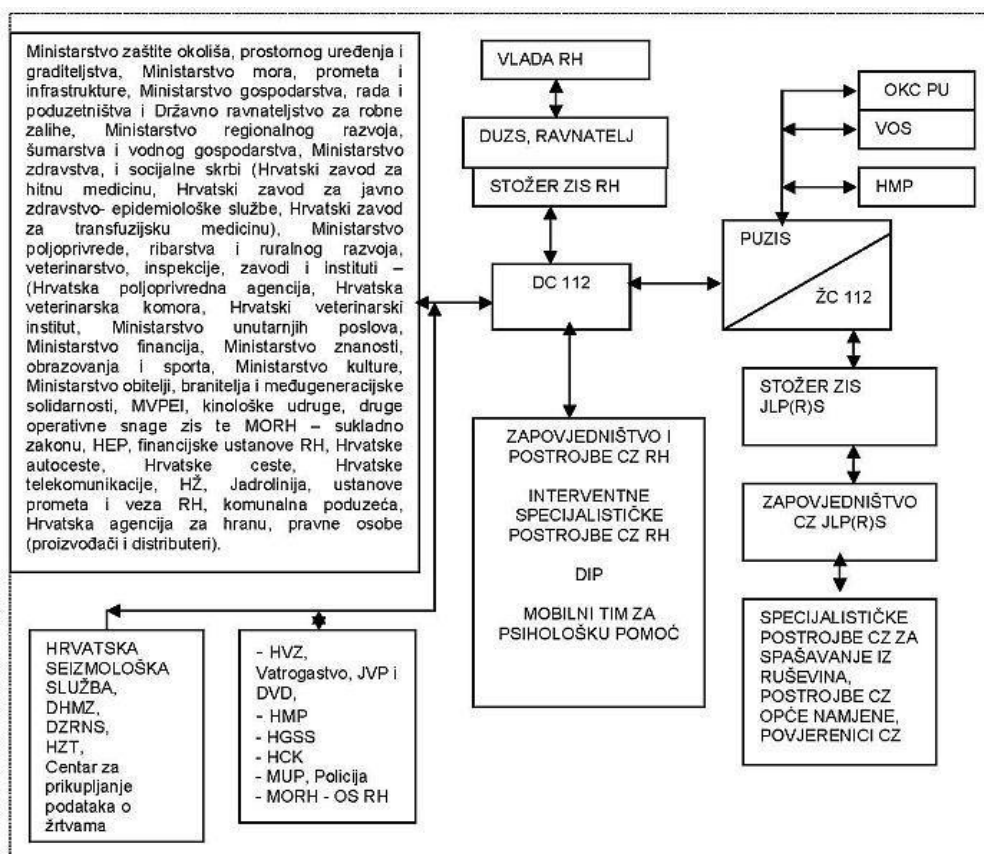 Ministarstvo zaštite okoliša, prostornog uređenja i
graditeljstva, Ministarstvo mora, prometa i
infrastrukture, Ministarstvo gospodarstva, rada i
poduzetništva i Državno ravnateljstvo za robne
zalihe, Ministarstvo regionalnog razvoja,
šumarstva i vodnog gospodarstva, Ministarstvo
zdravstva, i socijalne skrbi (Hrvatski zavod za
hitnu medicinu, Hrvatski zavod za javno
zdravstvo- epidemiološke službe, Hrvatski zavod
za transfuzijsku medicinu), Ministarstvo
poljoprivrede, ribarstva i ruralnog razvoja,
veterinarstvo, inspekcije, zavodi i instituti –
(Hrvatska poljoprivredna agencija, Hrvatska
veterinarska komora, Hrvatski veterinarski
institut, Ministarstvo unutarnjih poslova,
Ministarstvo financija, Ministarstvo znanosti,
obrazovanja i sporta, Ministarstvo kulture,
Ministarstvo obitelji, branitelja i međugeneracijske
solidarnosti, MVPEI, kinološke udruge, druge
operativne snage zis te MORH – sukladno
zakonu, HEP, financijske ustanove RH, Hrvatske
autoceste, Hrvatske ceste, Hrvatske
telekomunikacije, HŽ, Jadrolinija, ustanove
prometa i veza RH, komunalna poduzeća,
Hrvatska agencija za hranu, pravne osobe
(proizvođači i distributeri).
VLADA RH
DUZS, RAVNATELJ
STOŽER ZIS RH
DC 112
OKC PU
VOS
HMP
PUZIS
ŽC 112
STOŽER ZIS
JLP(R)S
ZAPOVJEDNIŠTVO
CZ JLP(R)S
SPECIJALISTIČKE
POSTROJBE CZ ZA
SPAŠAVANJE IZ
RUŠEVINA,
POSTROJBE CZ
OPĆE NAMJENE,
POVJERENICI CZ
ZAPOVJEDNIŠTVO I
POSTROJBE CZ RH
INTERVENTNE
SPECIJALISTIČKE
POSTROJBE CZ RH
DIP
MOBILNI TIM ZA
PSIHOLOŠKU POMOĆ
HRVATSKA
SEIZMOLOŠKA
SLUŽBA,
DHMZ,
DZRNS,
HZT,
Centar za
prikupljanje
podataka o
žrtvama
- HVZ,
Vatrogastvo, JVP i
DVD,
- HMP
- HGSS
- HCK
- MUP, Policija
- MORH - OS RH